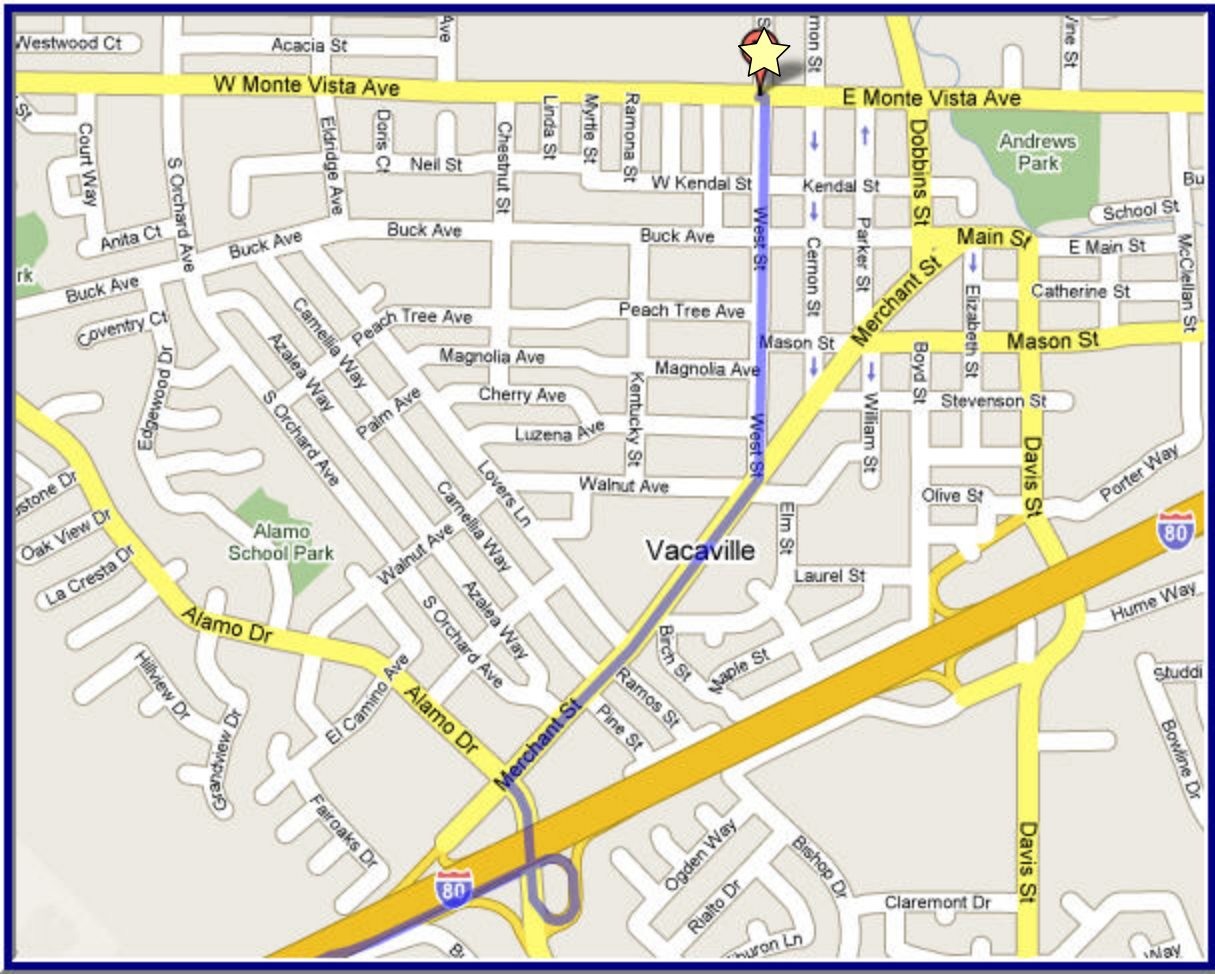 Westwood Ct
Acacia St
Ave
S
St
W Monte Vista Ave
E Monte Vista Ave
St
Court Way
S Orchard Ave
Eldridge Ave
Doris Ct
Neil St
Chestnut St
Linda St
Myrtle St
Ramona St
W Kendal St
Kendal St
Dobbins St
Andrews
Park
Bu
School St
Anita Ct
Buck Ave
Buck Ave
Buck Ave
Buck Ave
West St
Cernon St
Parker St
Main St
E Main St
McClellan St
rk
Coventry Ct
Camellia Way
Peach Tree Ave
Peach Tree Ave
Merchant St
Elizabeth St
Catherine St
Mason St
Mason St
Azalea Way
Magnolia Ave
Magnolia Ave
Boyd St
Edgewood Dr
S Orchard Ave
Palm Ave
Cherry Ave
Kentucky St
Stevenson St
Luzena Ave
West St
William St
Davis St
Lovers Ln
Walnut Ave
Porter Way
Olive St
Oak View Dr
Alamo
School Park
Camellia Way
Walnut Ave
Vacaville
Elm St
80
La Cresta Dr
Laurel St
Hume Way
Alamo Dr
S Orchard Ave
Azalea Way
Birch St
Maple St
Hillview Dr
El Camino Ave
Alamo Dr
Merchant St
Ramos St
Pine St
Studdi
Grandview Dr
Bowline Dr
Fairoaks Dr
80
Ogden Way
Bishop Dr
Davis St
Rialto Dr
Claremont Dr
Way